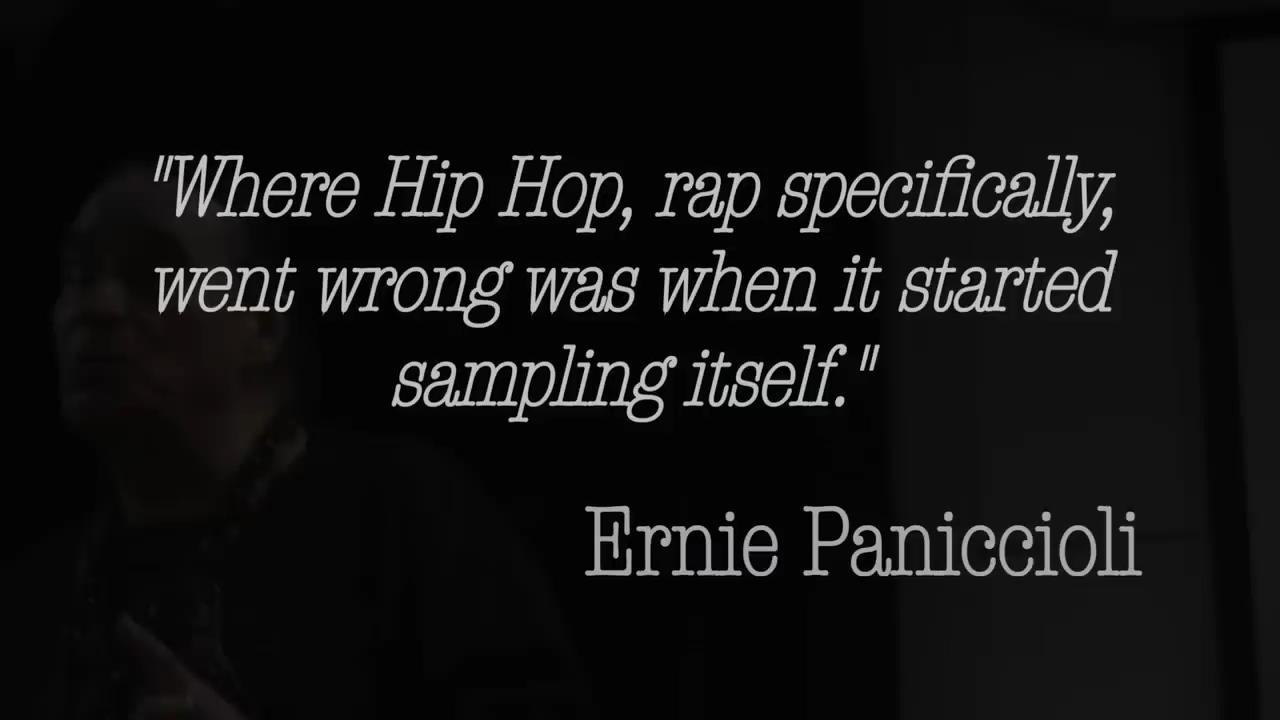 "Where Hip Hop, rap specifically,
went wrong was when it started
sampling itself."
Ernie Paniccioli